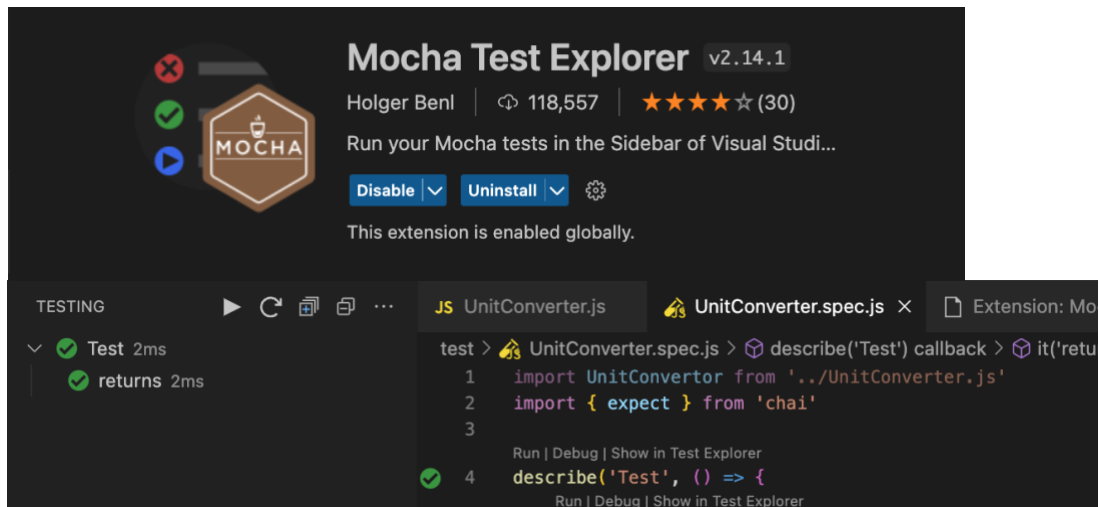 Mocha Test Explorer v2.14.1
Holger Benl 118,557 (30)
MOCHA
Run your Mocha tests in the Sidebar of Visual Studi...
Disable Uninstall
This extension is enabled globally.
TESTING
Test 2ms
returns 2ms
JS UnitConverter.js UnitConverter.spec.js Extension: Mo
test > UnitConverter.spec.js > describe('Test') callback > it('retu
1 import UnitConvertor from '../UnitConverter.js'
2 import { expect } from 'chai'
3
Run | Debug | Show in Test Explorer
4 describe('Test', () => {
Run | Debug | Show in Test Explorer